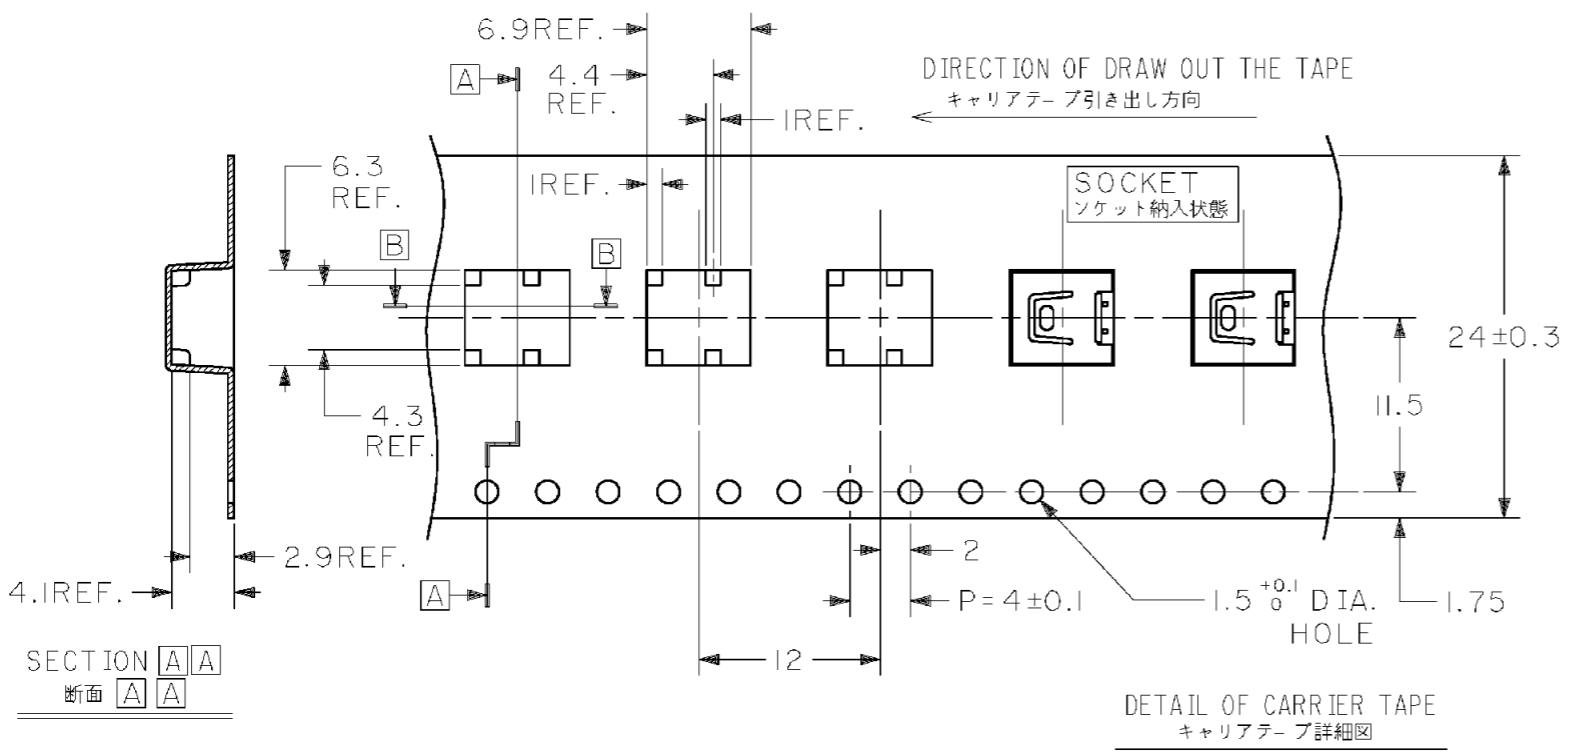 6.9REF.
A
4.4
REF.
DIRECTION OF DRAW OUT THE TAPE
キャリアテープ引き出し方向
1REF.
6.3
REF.
1REF.
SOCKET
ソケット納入状態
B
B
24±0.3
11.5
4.3
REF.
2.9REF.
2
4.1REF.
A
P=4±0.1
1.5 +0.1 0 DIA.
HOLE
1.75
12
SECTION A A
断面 A A
DETAIL OF CARRIER TAPE
キャリアテープ詳細図